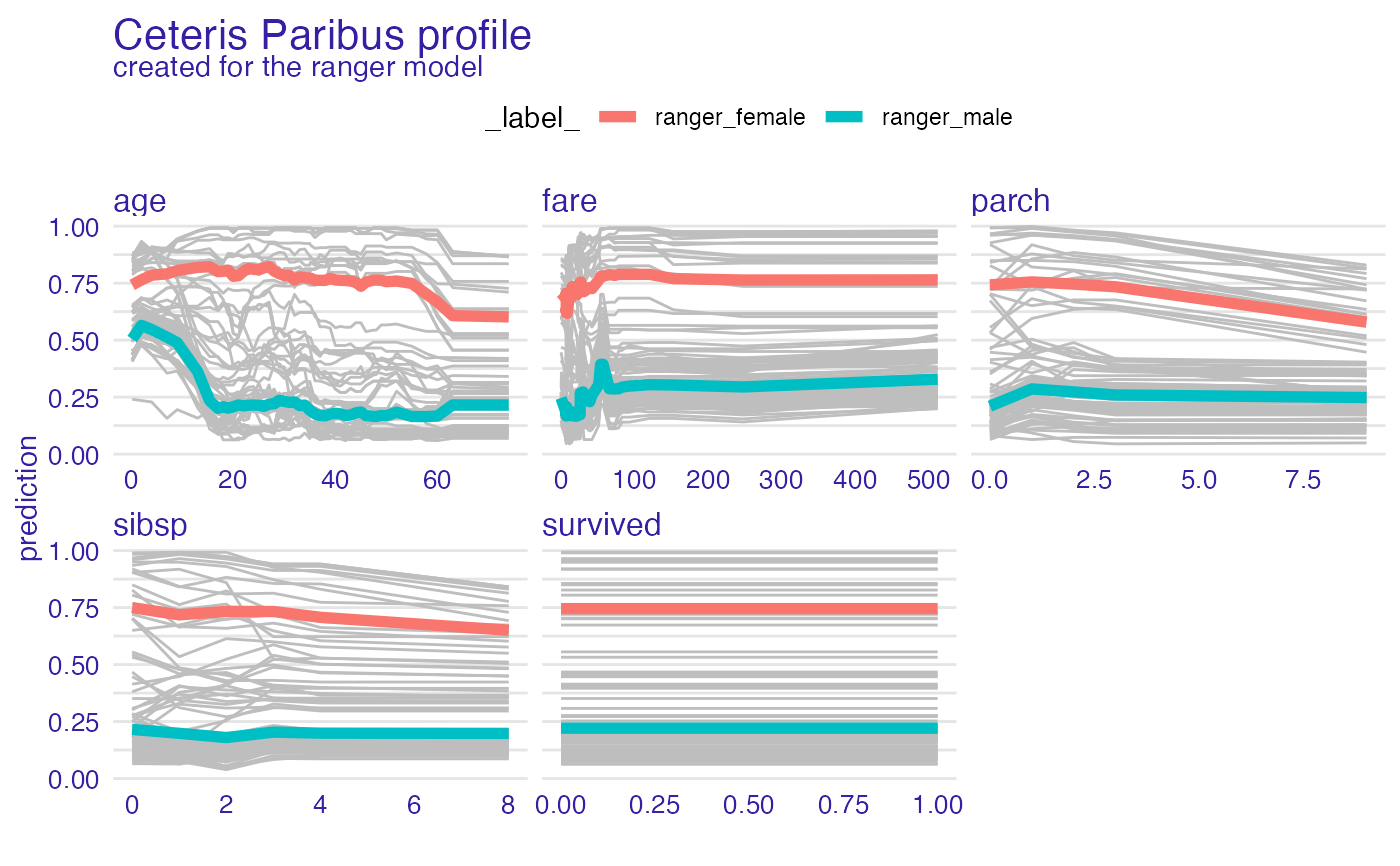 Ceteris Paribus profile
created for the ranger model
_label_ ranger_female ranger_male
age fare parch
1.00
0.75
0.50
0.25
0.00
0 20 40 60 0 100 200 300 400 500 0.0 2.5 5.0 7.5
prediction
sibsp survived
1.00
0.75
0.50
0.25
0.00
0 2 4 6 8 0.00 0.25 0.50 0.75 1.00